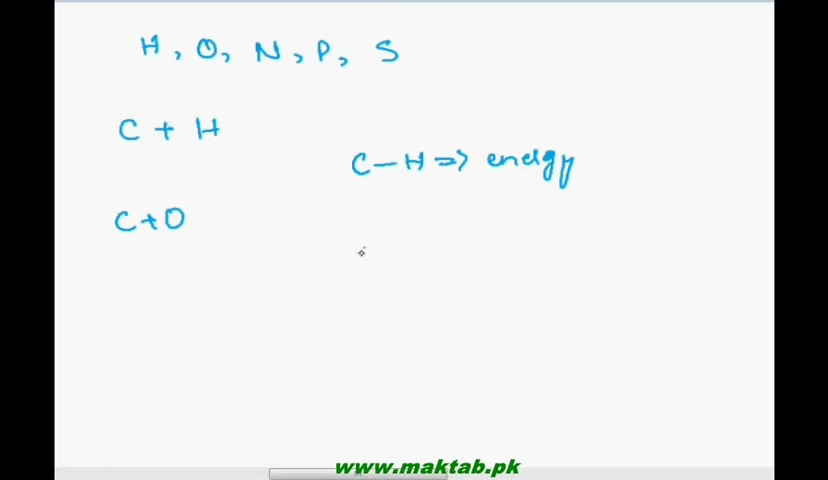 H, O, N, P, S
C + H
C – H => energy
C + O
www.maktab.pk